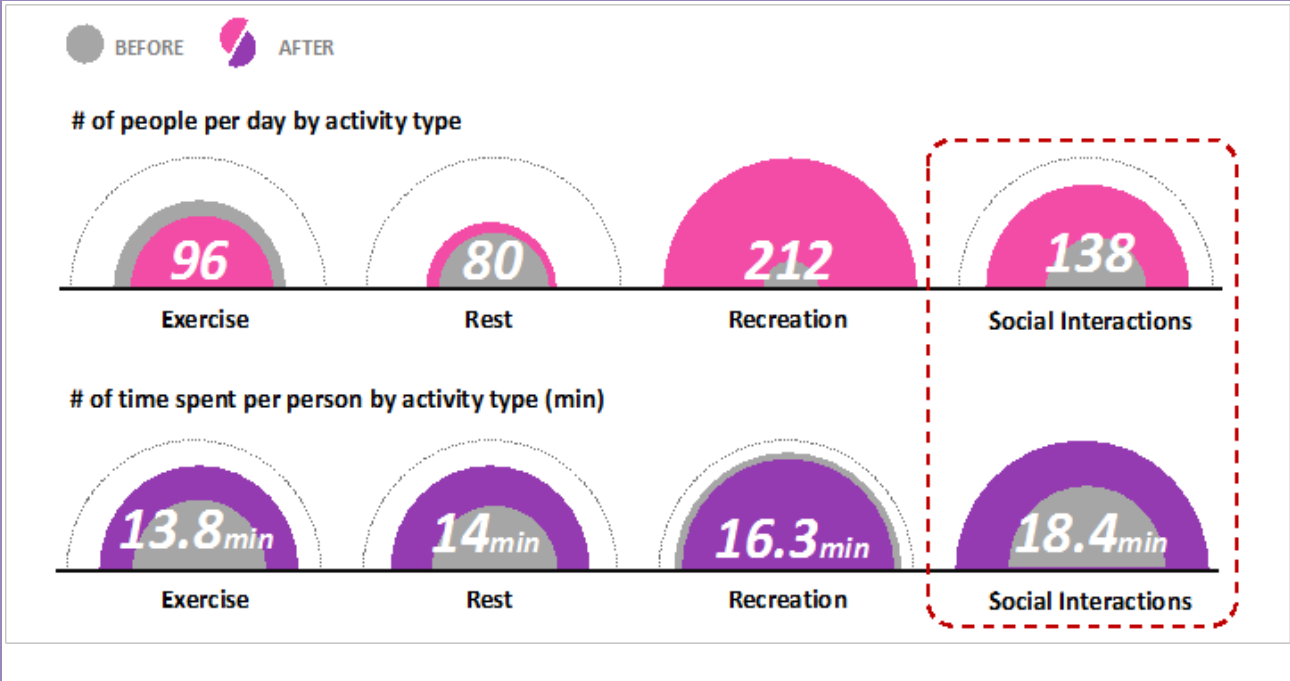 BEFORE AFTER
# of people per day by activity type
96 80 212 138
Exercise Rest Recreation Social Interactions
# of time spent per person by activity type (min)
13.8min 14min 16.3min 18.4min
Exercise Rest Recreation Social Interactions